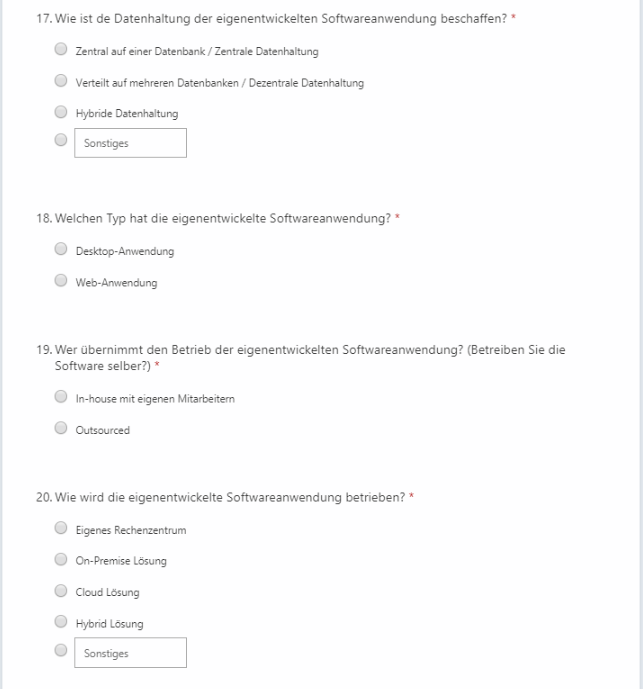 17. Wie ist de Datenhaltung der eigenentwickelten Softwareanwendung beschaffen? *
Zentral auf einer Datenbank / Zentrale Datenhaltung
Verteilt auf mehreren Datenbanken / Dezentrale Datenhaltung
Hybride Datenhaltung
Sonstiges
18. Welchen Typ hat die eigenentwickelte Softwareanwendung? *
Desktop-Anwendung
Web-Anwendung
19. Wer übernimmt den Betrieb der eigenentwickelten Softwareanwendung? (Betreiben Sie die
Software selber?) *
In-house mit eigenen Mitarbeitern
Outsourced
20. Wie wird die eigenentwickelte Softwareanwendung betrieben? *
Eigenes Rechenzentrum
On-Premise Lösung
Cloud Lösung
Hybrid Lösung
Sonstiges